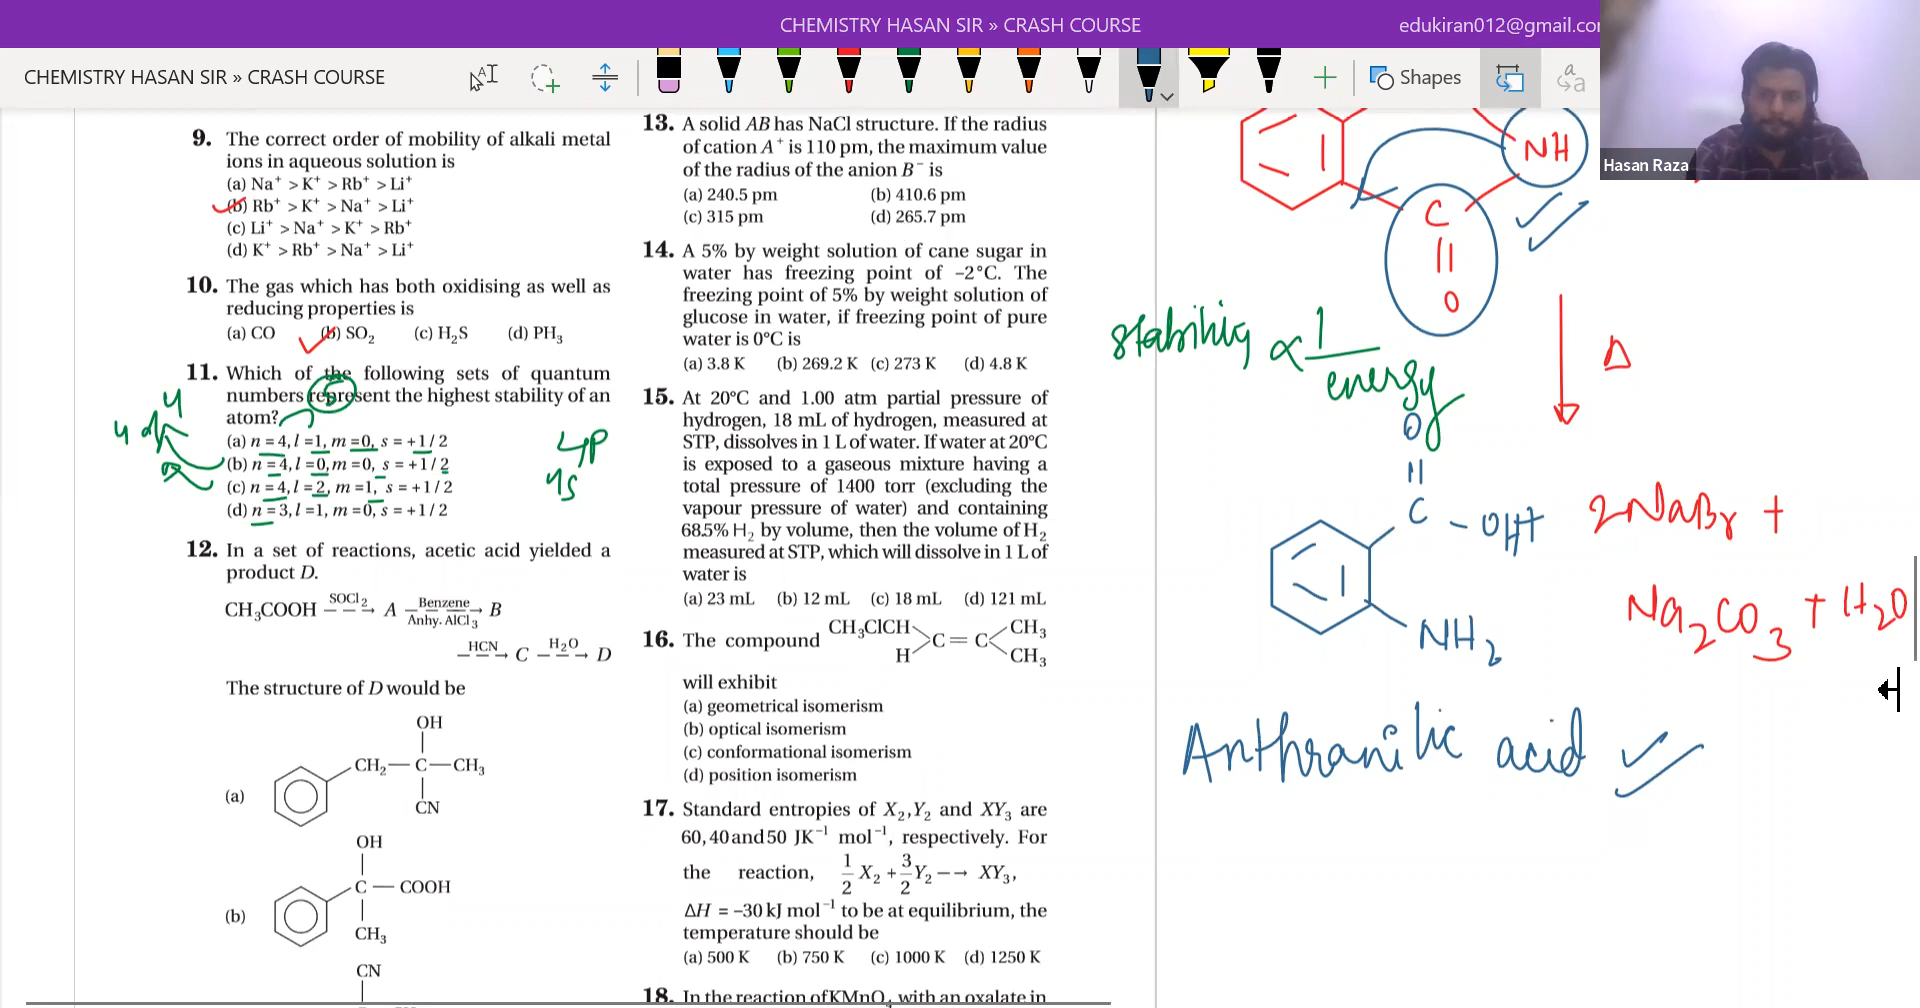 CHEMISTRY HASAN SIR » CRASH COURSE
edukiran012@gmail.co
CHEMISTRY HASAN SIR » CRASH COURSE
Shapes
Hasan Raza
9. The correct order of mobility of alkali metal
ions in aqueous solution is
(a) Na⁺ > K⁺ > Rb⁺ > Li⁺
(b) Rb⁺ > K⁺ > Na⁺ > Li⁺
(c) Li⁺ > Na⁺ > K⁺ > Rb⁺
(d) K⁺ > Rb⁺ > Na⁺ > Li⁺
10. The gas which has both oxidising as well as
reducing properties is
(a) CO (b) SO₂ (c) H₂S (d) PH₃
11. Which of the following sets of quantum
numbers represent the highest stability of an
atom?
(a) n = 4, l = 1, m = 0, s = +1/2
(b) n = 4, l = 0, m = 0, s = +1/2
(c) n = 4, l = 2, m = 1, s = +1/2
(d) n = 3, l = 1, m = 0, s = +1/2
5
4
4d
4p
4s
12. In a set of reactions, acetic acid yielded a
product D.
CH₃COOH —SOCl₂→ A —Benzene / Anhy. AlCl₃→ B
—HCN→ C —H₂O→ D
The structure of D would be
OH
(a) CH₂—C—CH₃
CN
OH
(b) C—COOH
CH₃
CN
13. A solid AB has NaCl structure. If the radius
of cation A⁺ is 110 pm, the maximum value
of the radius of the anion B⁻ is
(a) 240.5 pm (b) 410.6 pm
(c) 315 pm (d) 265.7 pm
14. A 5% by weight solution of cane sugar in
water has freezing point of −2°C. The
freezing point of 5% by weight solution of
glucose in water, if freezing point of pure
water is 0°C is
(a) 3.8 K (b) 269.2 K (c) 273 K (d) 4.8 K
15. At 20°C and 1.00 atm partial pressure of
hydrogen, 18 mL of hydrogen, measured at
STP, dissolves in 1 L of water. If water at 20°C
is exposed to a gaseous mixture having a
total pressure of 1400 torr (excluding the
vapour pressure of water) and containing
68.5% H₂ by volume, then the volume of H₂
measured at STP, which will dissolve in 1 L of
water is
(a) 23 mL (b) 12 mL (c) 18 mL (d) 121 mL
16. The compound CH₃ClCH H >C=C< CH₃ CH₃
will exhibit
(a) geometrical isomerism
(b) optical isomerism
(c) conformational isomerism
(d) position isomerism
17. Standard entropies of X₂, Y₂ and XY₃ are
60, 40 and 50 JK⁻¹ mol⁻¹, respectively. For
the reaction, 1/2 X₂ + 3/2 Y₂ → XY₃,
ΔH = −30 kJ mol⁻¹ to be at equilibrium, the
temperature should be
(a) 500 K (b) 750 K (c) 1000 K (d) 1250 K
18. In the reaction of KMnO₄ with an oxalate in
NH
C
O
stability ∝ 1
energy
Δ
O
C - OH
NH₂
2NaBr +
Na₂CO₃ + H₂O
Anthranilic acid